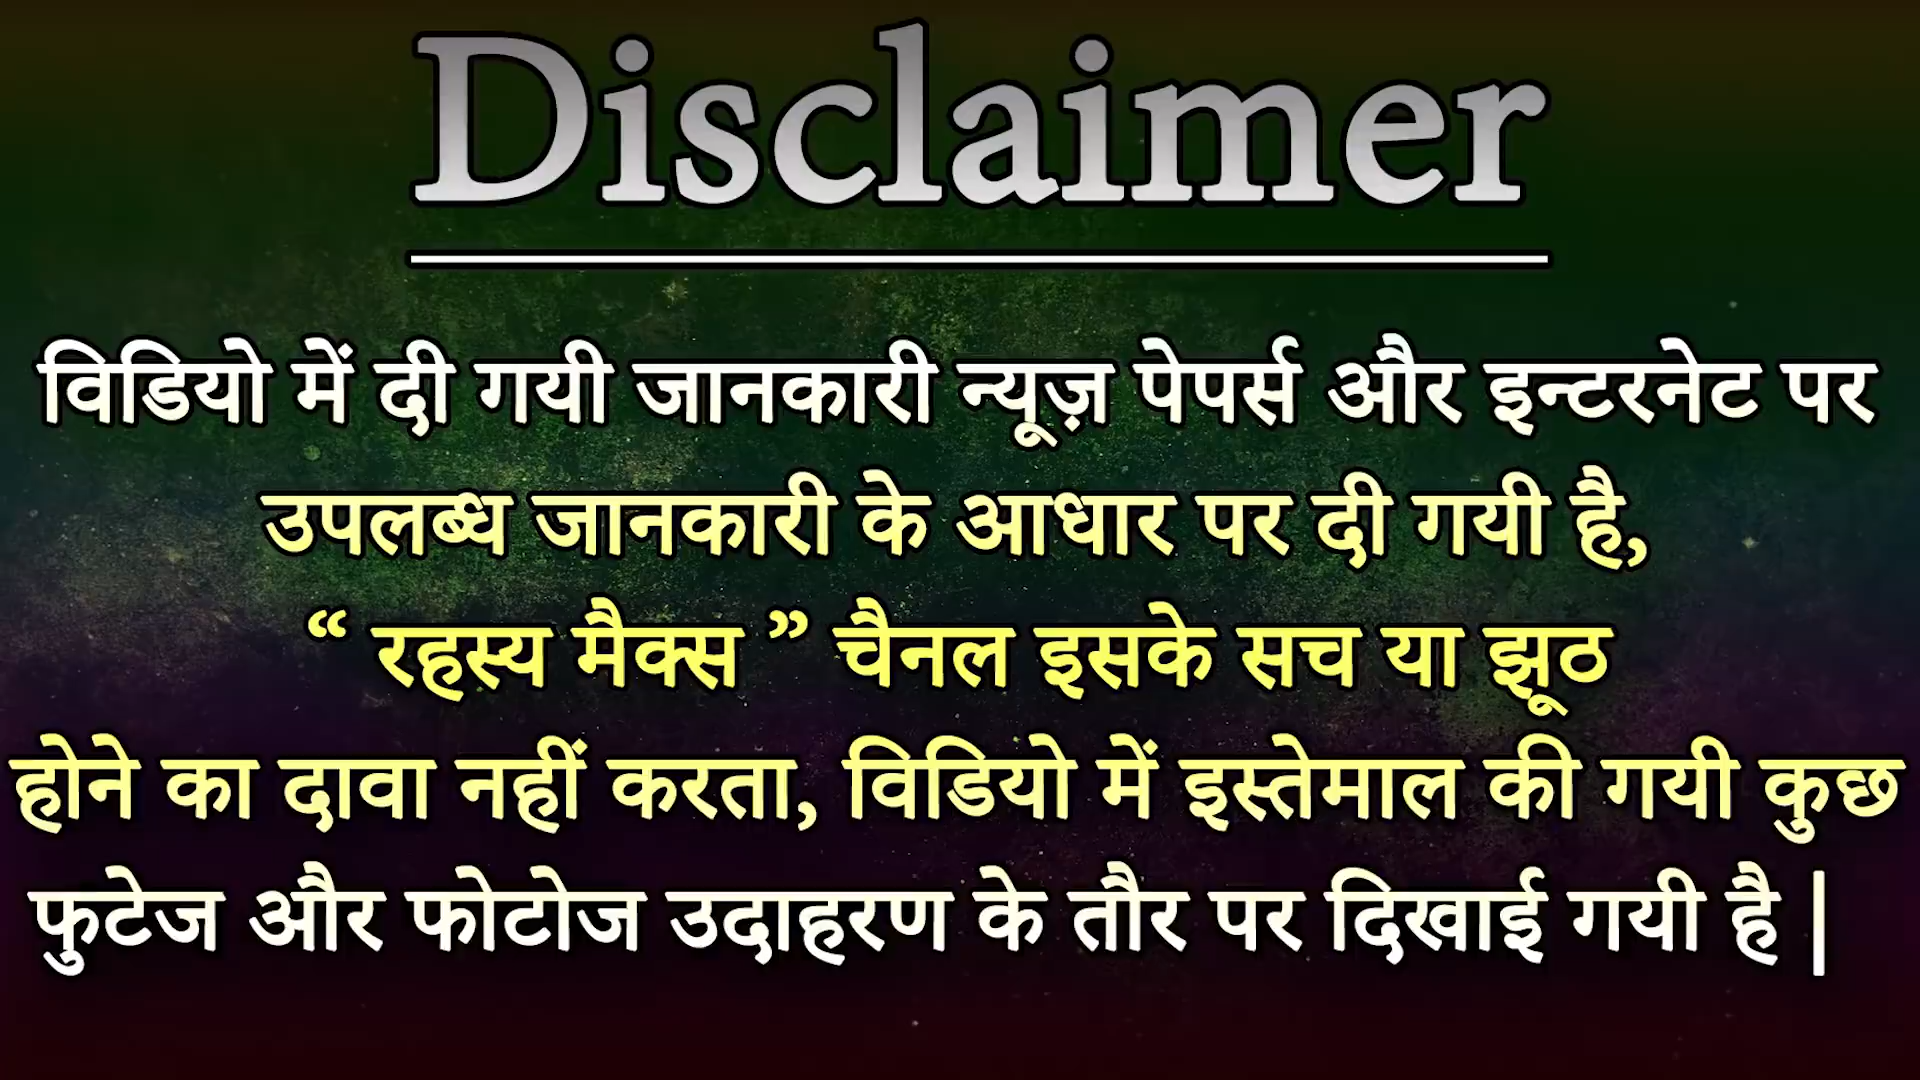 Disclaimer
विडियो में दी गयी जानकारी न्यूज़ पेपर्स और इन्टरनेट पर
उपलब्ध जानकारी के आधार पर दी गयी है,
“ रहस्य मैक्स ” चैनल इसके सच या झूठ
होने का दावा नहीं करता, विडियो में इस्तेमाल की गयी कुछ
फुटेज और फोटोज उदाहरण के तौर पर दिखाई गयी है |